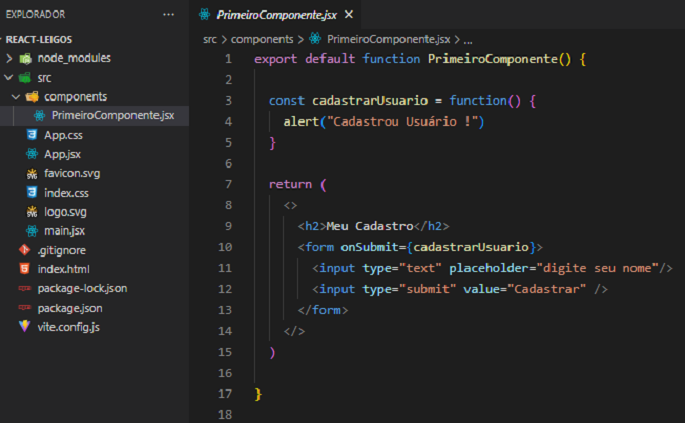 EXPLORADOR ...
REACT-LEIGOS
node_modules
src
components
PrimeiroComponente.jsx
App.css
App.jsx
favicon.svg
index.css
logo.svg
main.jsx
.gitignore
index.html
package-lock.json
package.json
vite.config.js
PrimeiroComponente.jsx ×
src > components > PrimeiroComponente.jsx > ...
1 export default function PrimeiroComponente() {
2
3 const cadastrarUsuario = function() {
4 alert("Cadastrou Usuário !")
5 }
6
7 return (
8 <>
9 <h2>Meu Cadastro</h2>
10 <form onSubmit={cadastrarUsuario}>
11 <input type="text" placeholder="digite seu nome"/>
12 <input type="submit" value="Cadastrar" />
13 </form>
14 </>
15 )
16
17 }
18